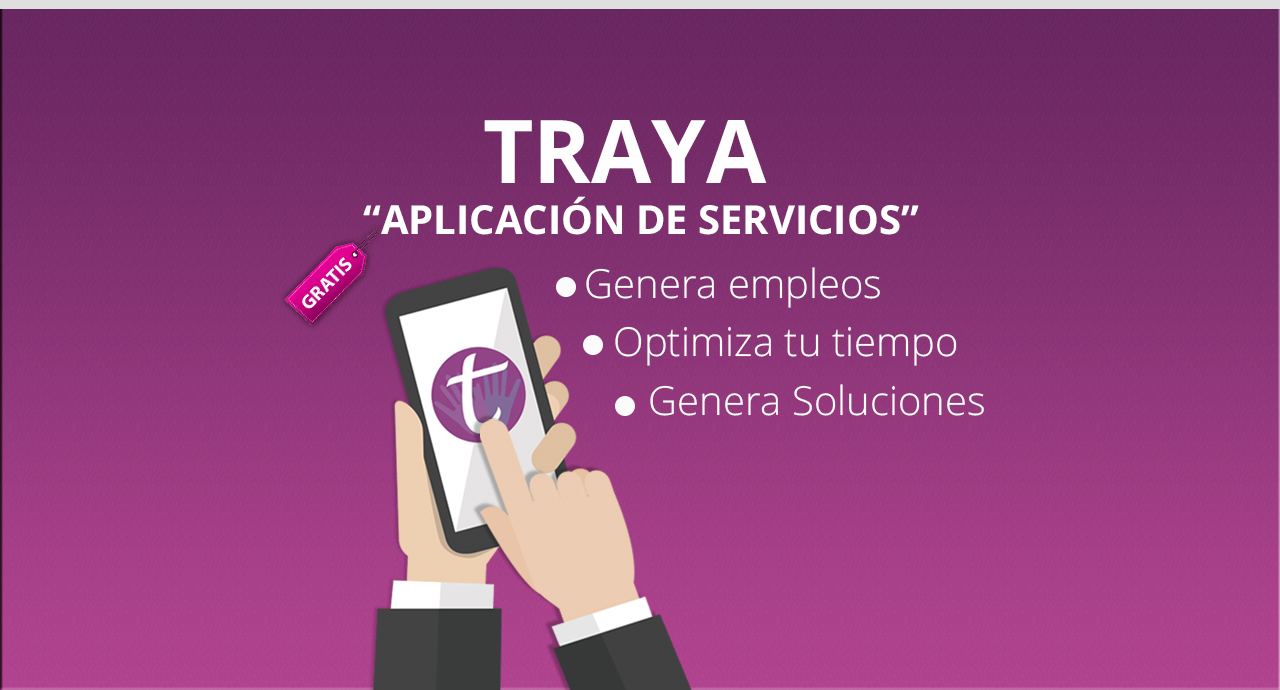 TRAYA
“APLICACIÓN DE SERVICIOS”
GRATIS
Genera empleos
Optimiza tu tiempo
Genera Soluciones
t